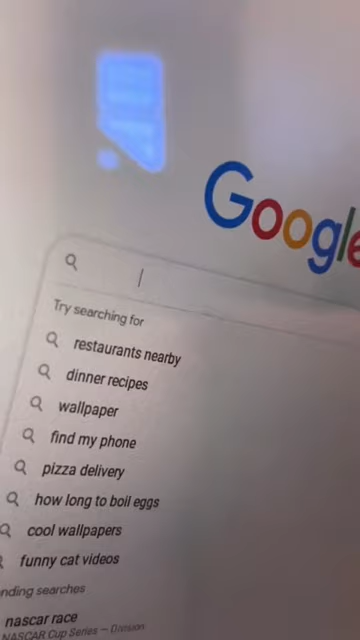 Google
Try searching for
restaurants nearby
dinner recipes
wallpaper
find my phone
pizza delivery
how long to boil eggs
cool wallpapers
funny cat videos
nding searches
nascar race
NASCAR Cup Series — Division